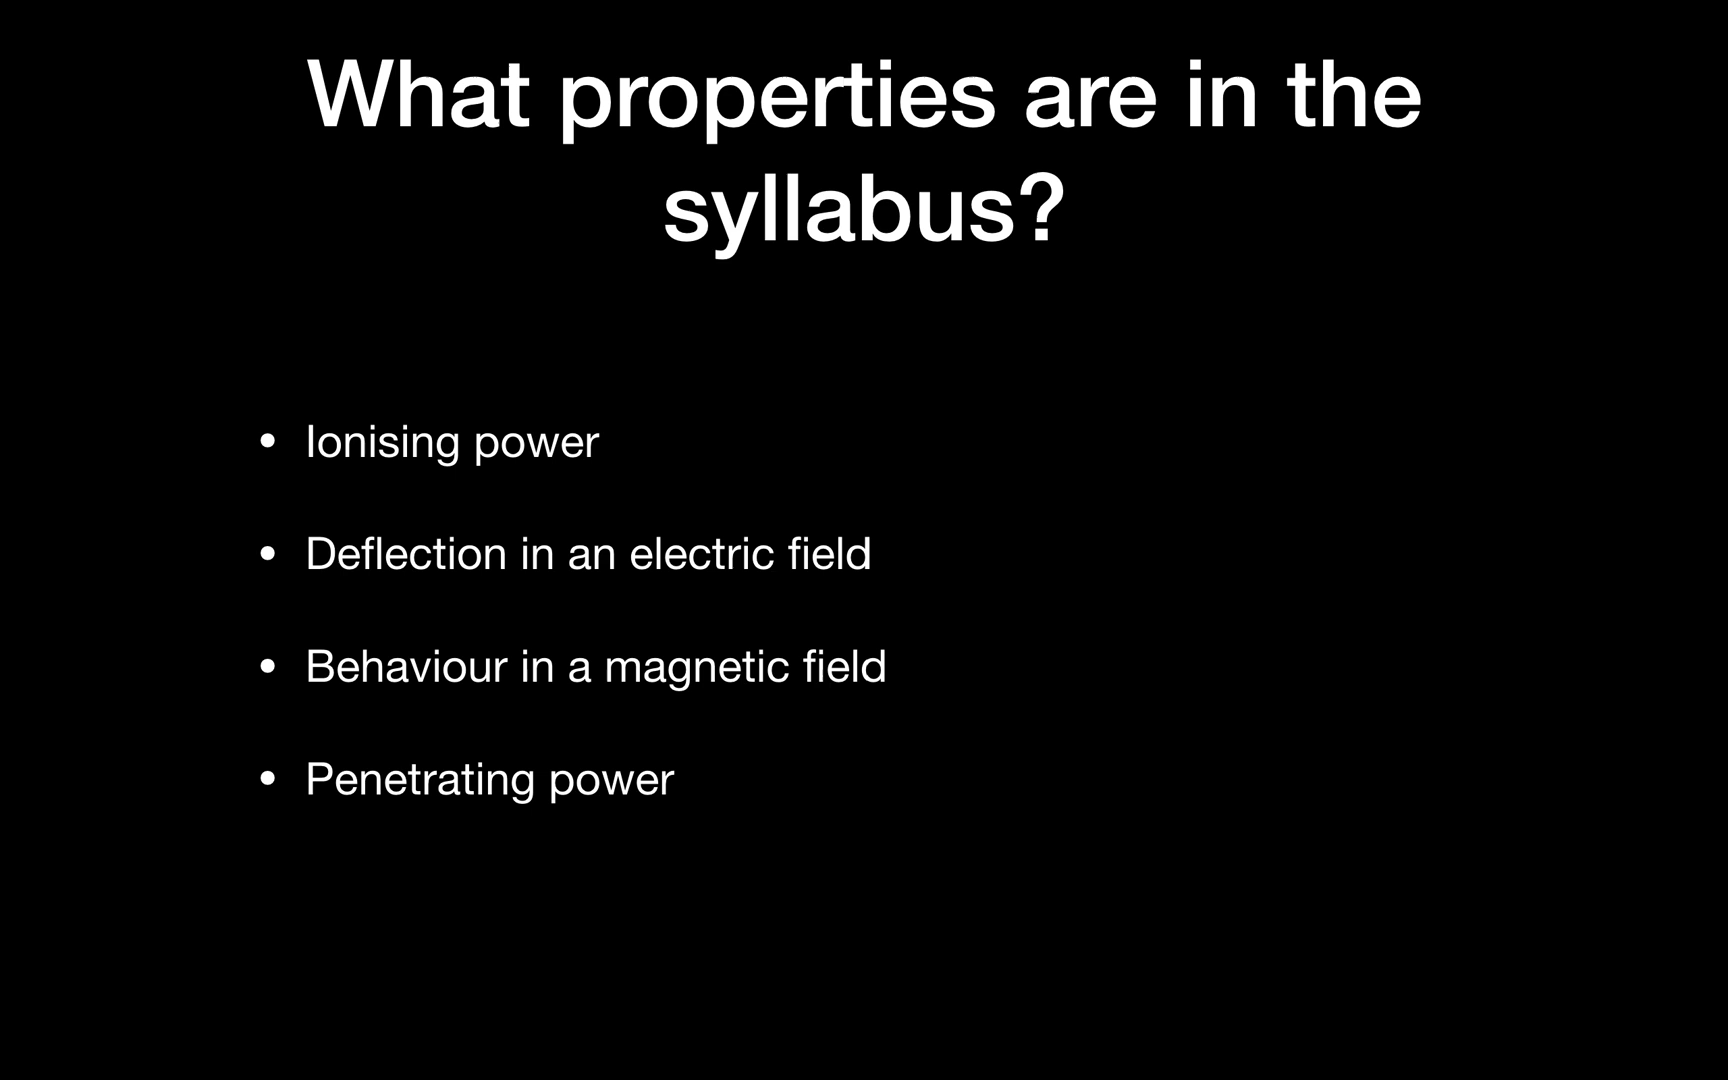 What properties are in the
syllabus?
• Ionising power
• Deflection in an electric field
• Behaviour in a magnetic field
• Penetrating power